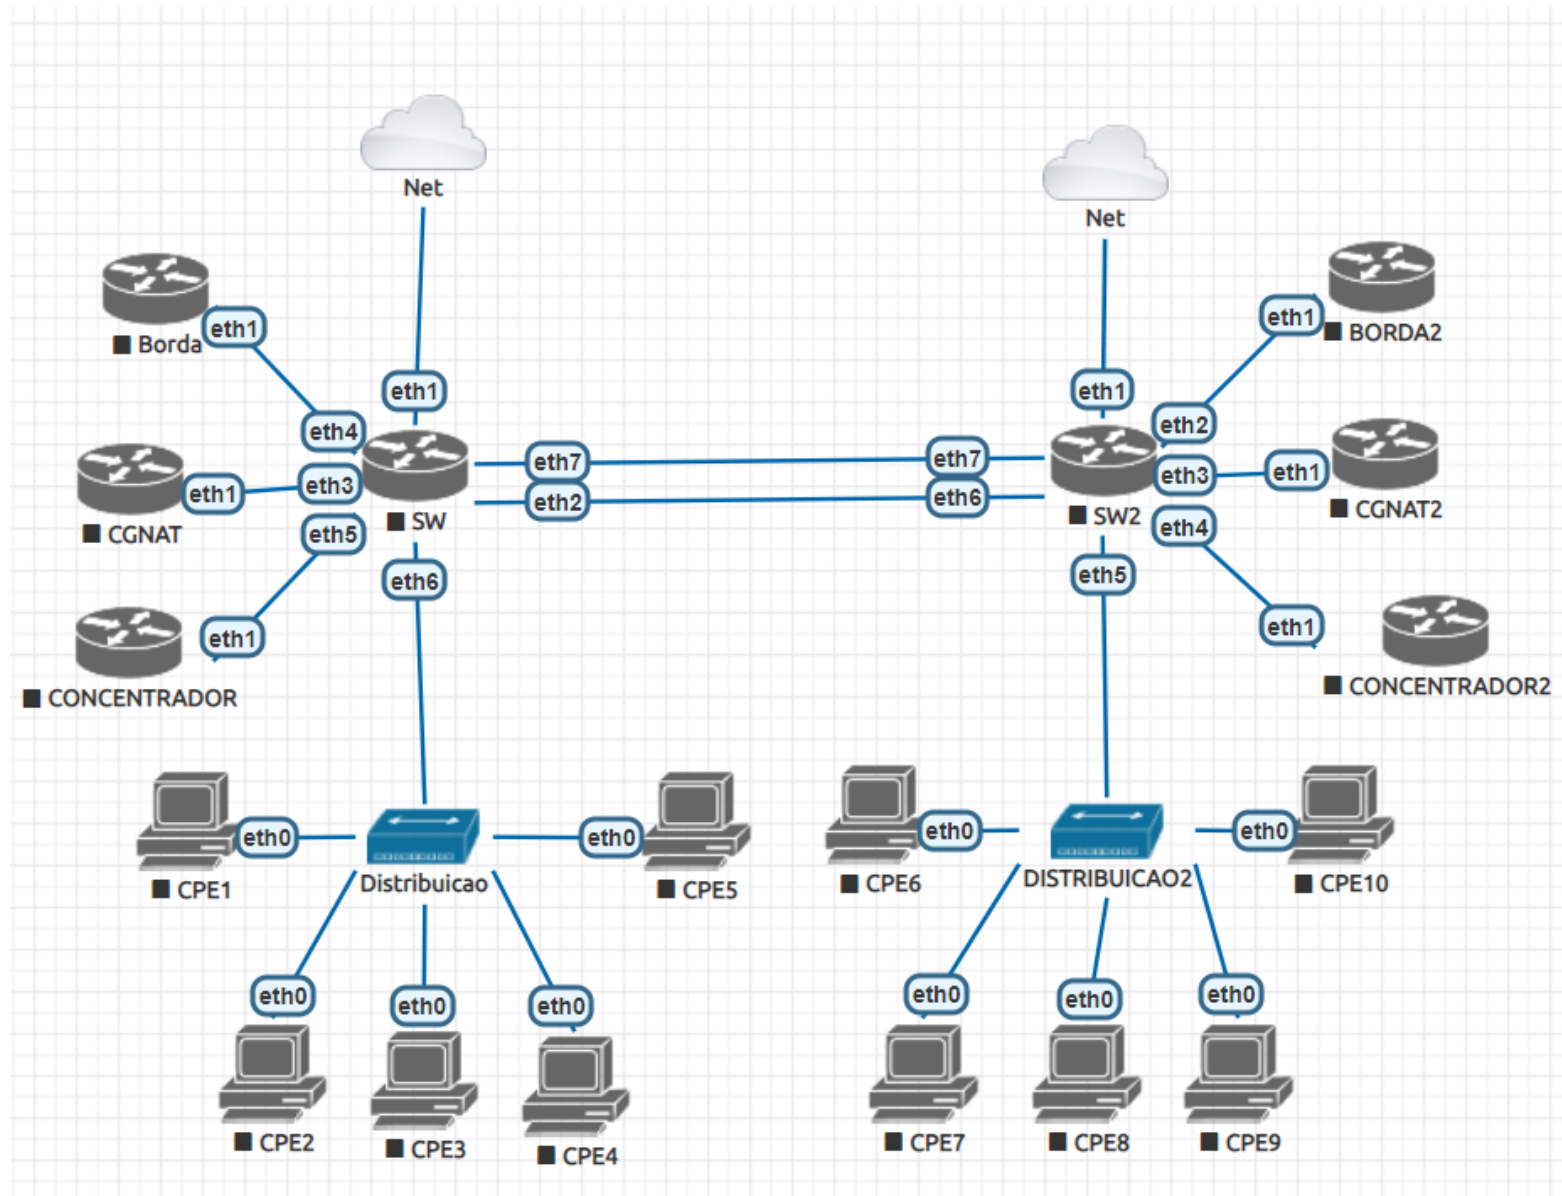 Net
Net
eth1
Borda
eth1
BORDA2
eth1
eth1
eth4
eth2
eth7
eth7
eth3
eth1
eth3
eth1
eth2
eth6
CGNAT
SW
SW2
CGNAT2
eth5
eth4
eth6
eth5
eth1
eth1
CONCENTRADOR
CONCENTRADOR2
eth0
eth0
eth0
eth0
CPE1
Distribuicao
CPE5
CPE6
DISTRIBUICAO2
CPE10
eth0
eth0
eth0
eth0
eth0
eth0
CPE2
CPE3
CPE4
CPE7
CPE8
CPE9